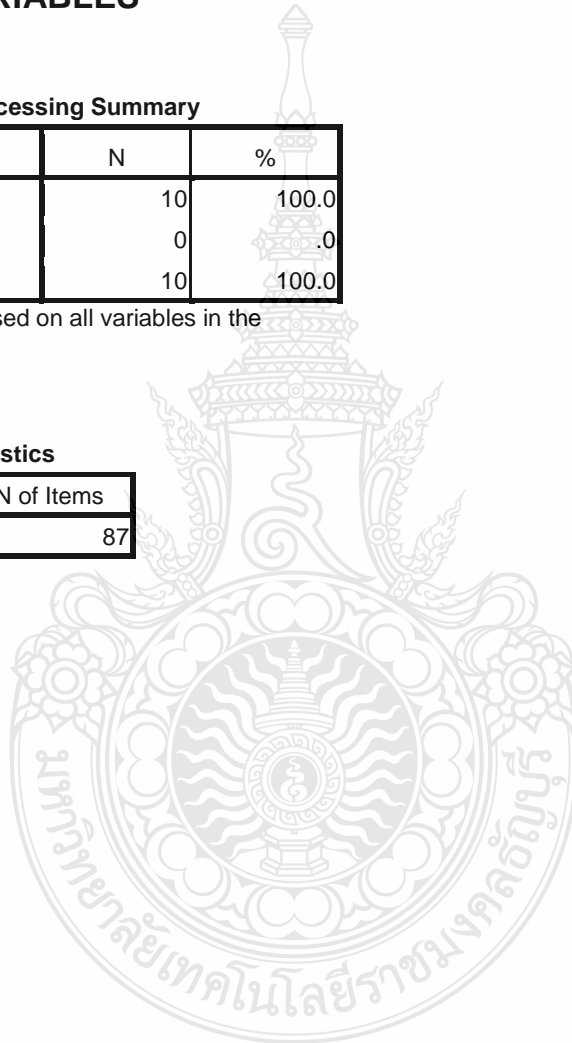 cessing Summary
N %
10 100.0
0 .0
10 100.0
sed on all variables in the
stics
N of Items
87
มหาวิทยาลัยเทคโนโลยีราชมงคลธัญบุรี